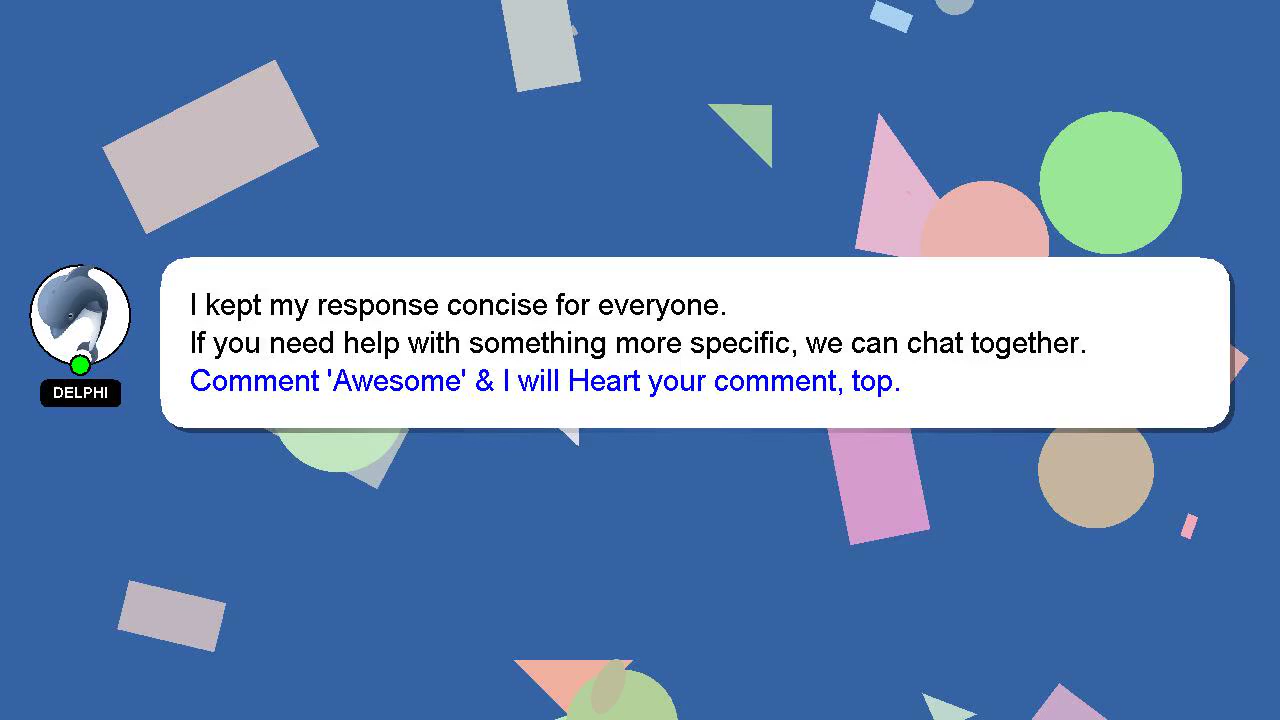 I kept my response concise for everyone.
If you need help with something more specific, we can chat together.
Comment 'Awesome' & I will Heart your comment, top.
DELPHI